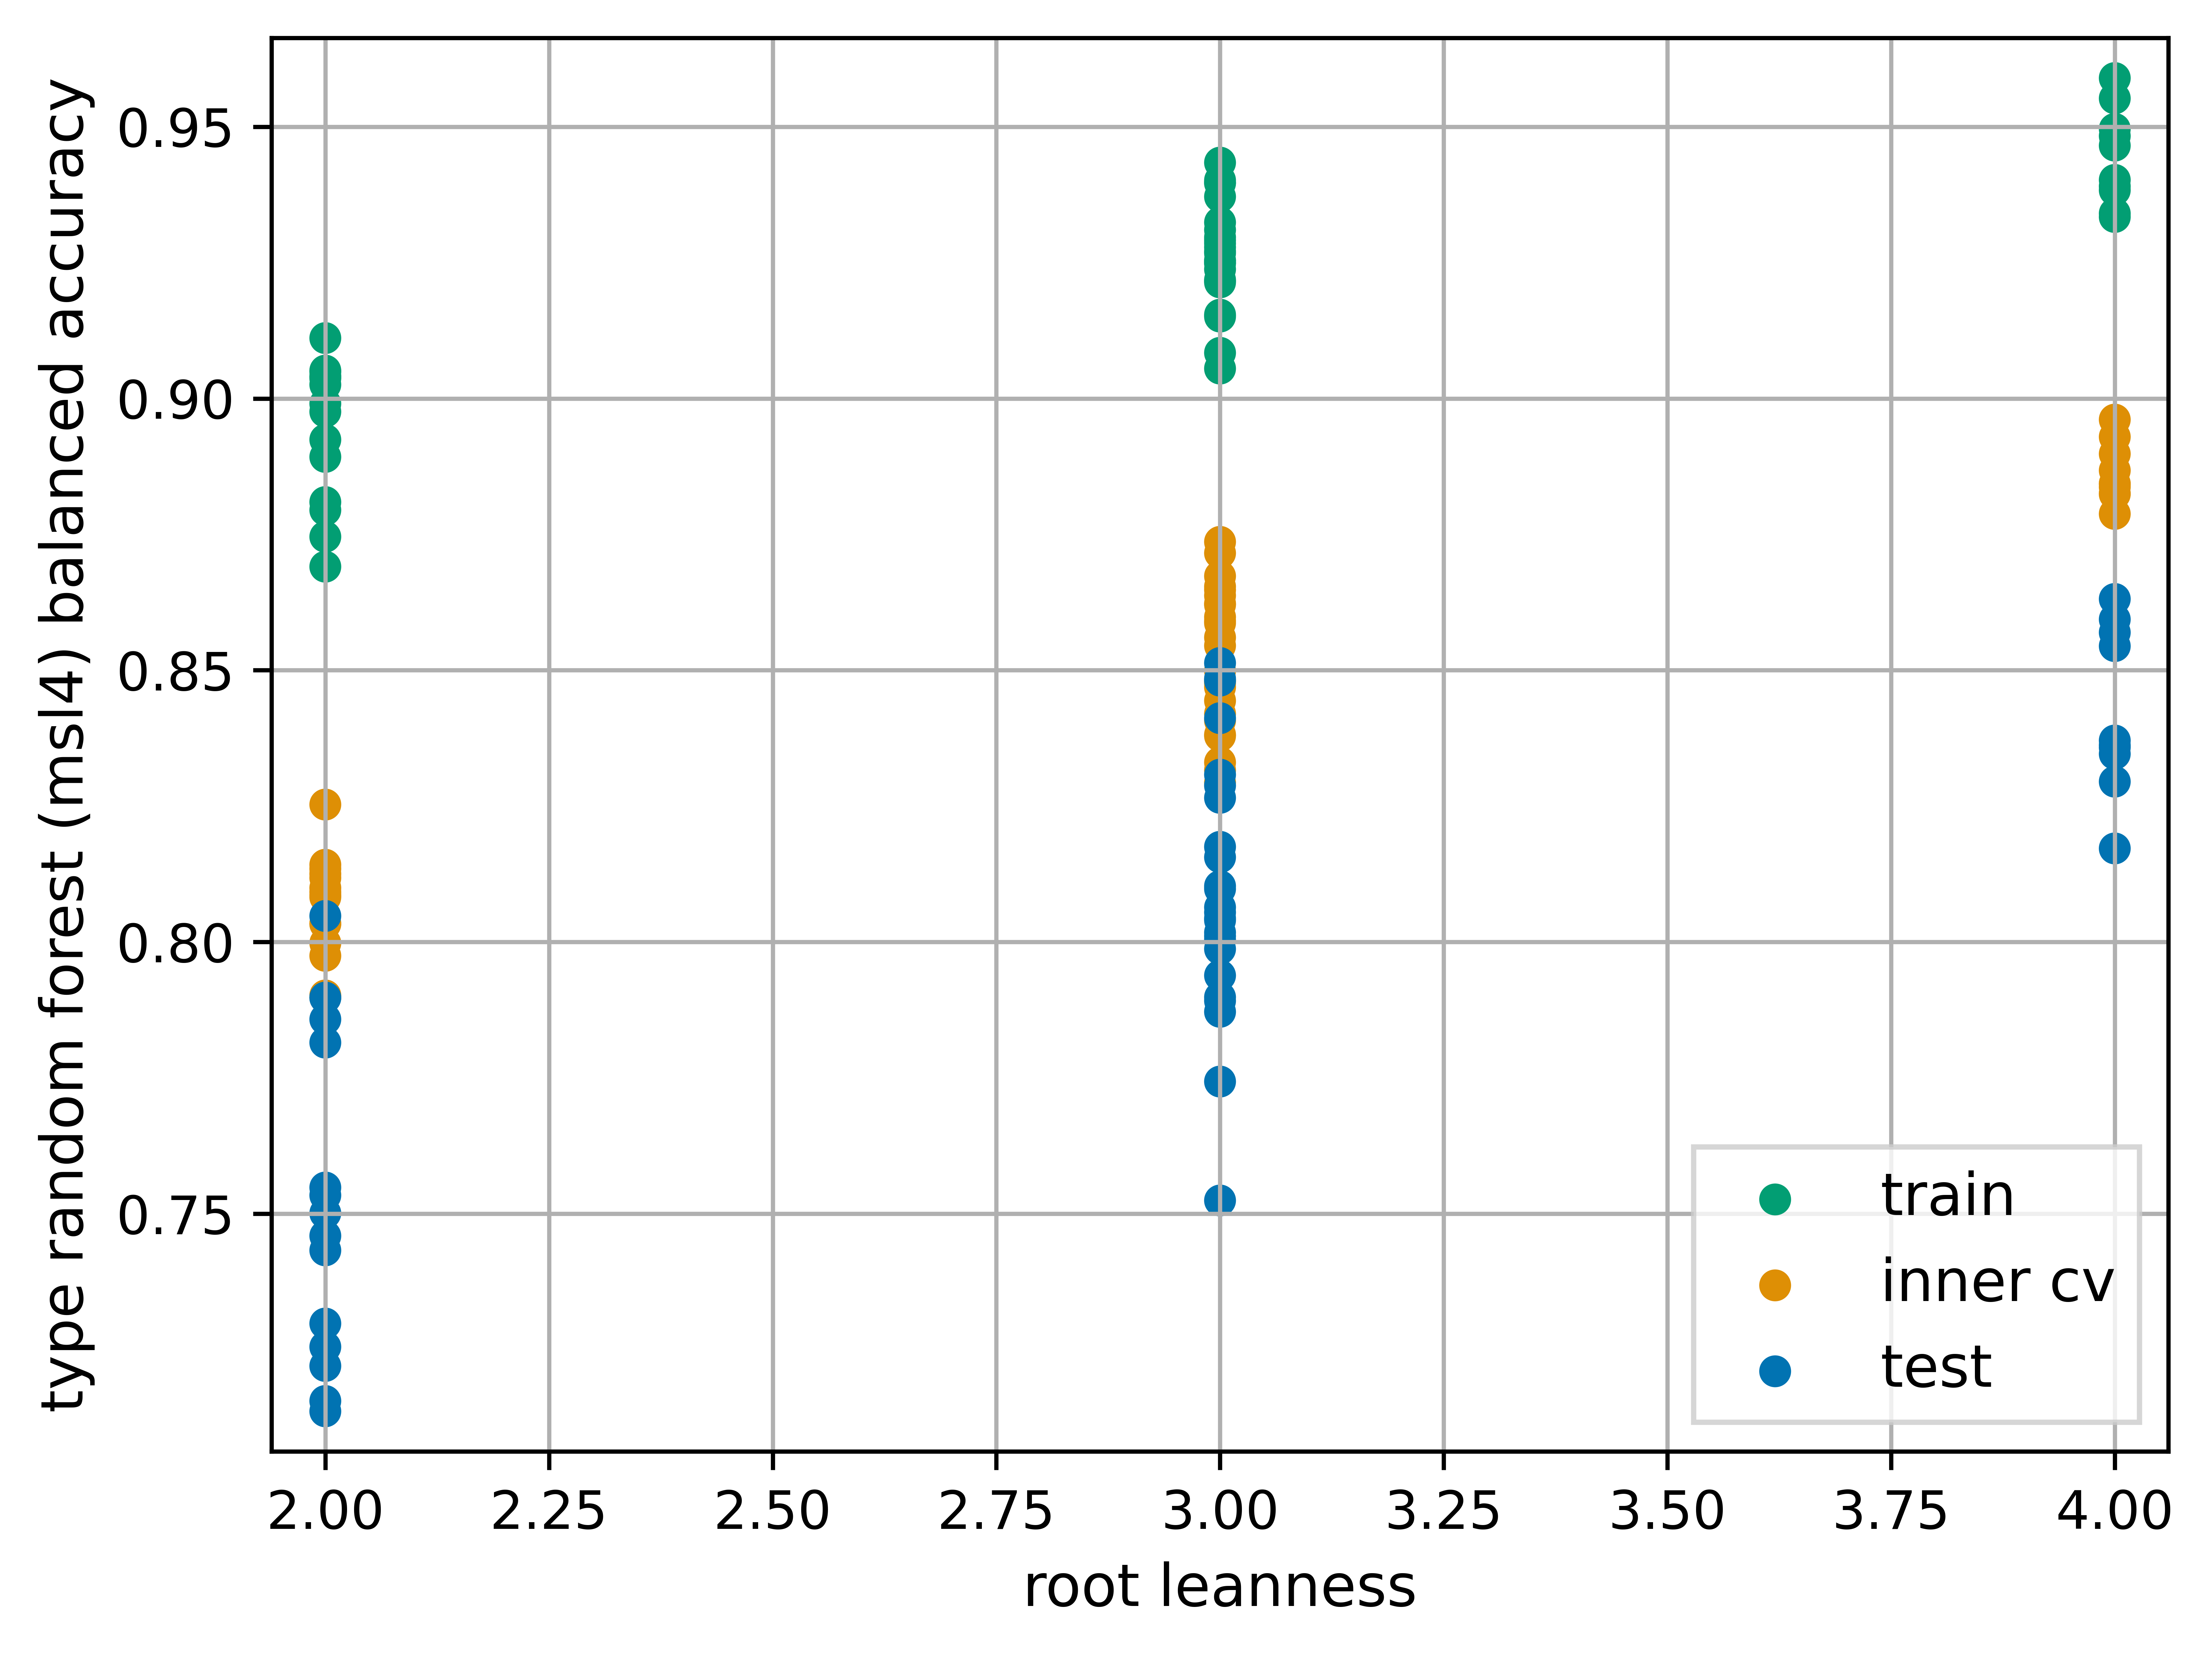 type random forest (msl4) balanced accuracy
0.95
0.90
0.85
0.80
0.75
train
inner cv
test
2.00 2.25 2.50 2.75 3.00 3.25 3.50 3.75 4.00
root leanness